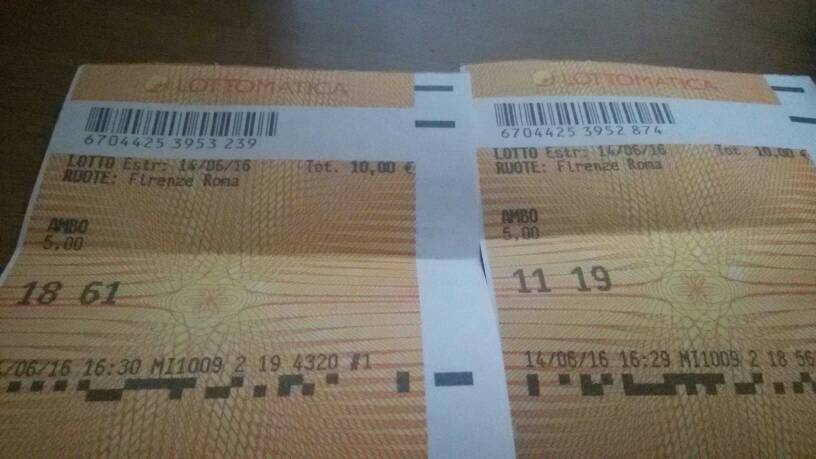 LOTTOMATICA
6704425 3953 239
LOTTO Estr: 14/06/16 Tot. 10,00 €
RUOTE: Firenze Roma
AMBO
5,00
18 61
/06/16 16:30 MI1009 2 19 4320 #1
LOTTOMATICA
6704425 3952 874
LOTTO Estr: 14/06/16 Tot. 10,00 €
RUOTE: Firenze Roma
AMBO
5,00
11 19
14/06/16 16:29 MI1009 2 18 56